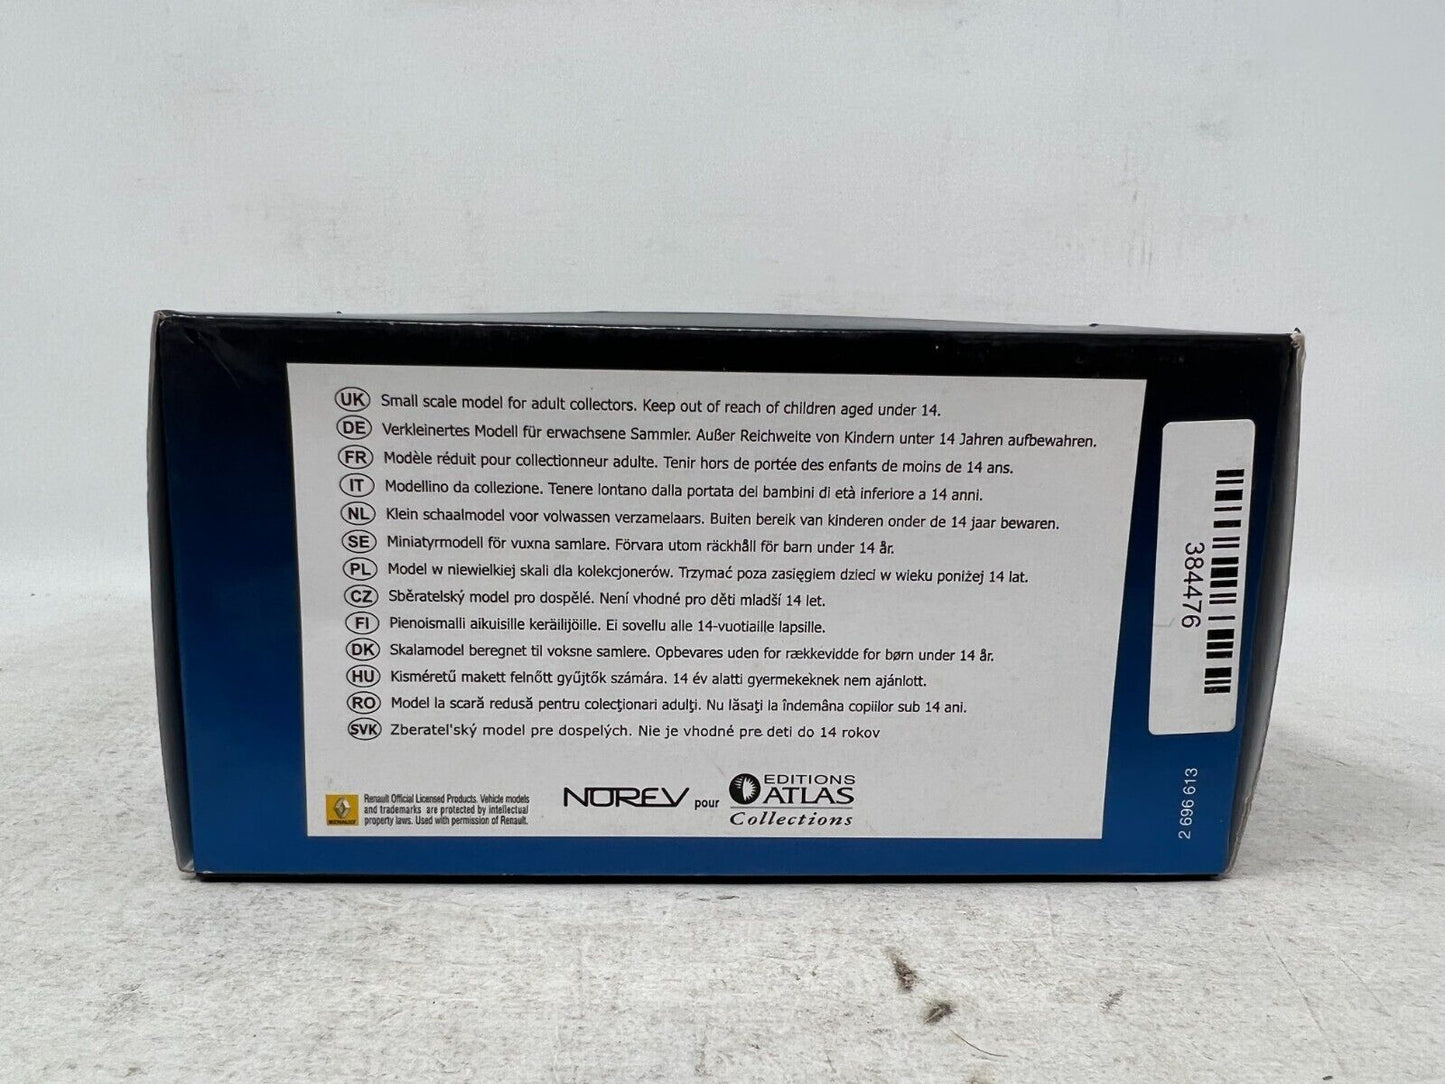 UK Small scale model for adult collectors. Keep out of reach of children aged under 14.
DE Verkleinertes Modell für erwachsene Sammler. Außer Reichweite von Kindern unter 14 Jahren aufbewahren.
FR Modèle réduit pour collectionneur adulte. Tenir hors de portée des enfants de moins de 14 ans.
IT Modellino da collezione. Tenere lontano dalla portata dei bambini di età inferiore a 14 anni.
NL Klein schaalmodel voor volwassen verzamelaars. Buiten bereik van kinderen onder de 14 jaar bewaren.
SE Miniatyrmodell för vuxna samlare. Förvara utom räckhåll för barn under 14 år.
PL Model w niewielkiej skali dla kolekcjonerów. Trzymać poza zasięgiem dzieci w wieku poniżej 14 lat.
CZ Sběratelský model pro dospělé. Není vhodné pro děti mladší 14 let.
FI Pienoismalli aikuisille keräilijöille. Ei sovellu alle 14-vuotiaille lapsille.
DK Skalamodel beregnet til voksne samlere. Opbevares uden for rækkevidde for børn under 14 år.
HU Kisméretű makett felnőtt gyűjtők számára. 14 év alatti gyermekeknek nem ajánlott.
RO Model la scară redusă pentru colecţionari adulţi. Nu lăsaţi la îndemâna copiilor sub 14 ani.
SVK Zberatel'ský model pre dospelých. Nie je vhodné pre deti do 14 rokov
RENAULT
Renault Official Licensed Products. Vehicle models
and trademarks are protected by intellectual
property laws. Used with permission of Renault.
NOREV pour
EDITIONS
ATLAS
Collections
384476
2 696 613